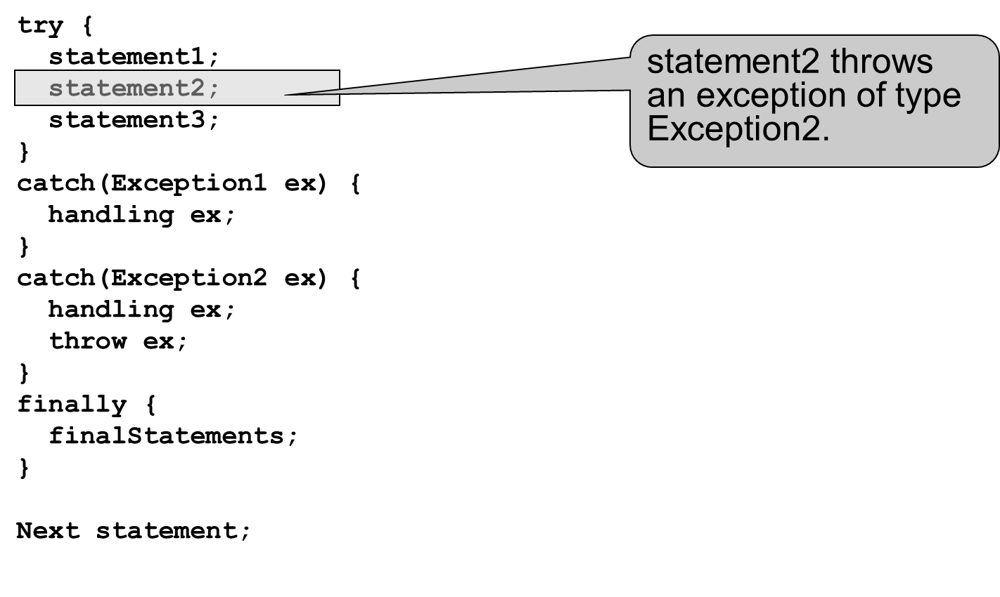 try {
  statement1;
  statement2;
  statement3;
}
catch(Exception1 ex) {
  handling ex;
}
catch(Exception2 ex) {
  handling ex;
  throw ex;
}
finally {
  finalStatements;
}

Next statement;
statement2 throws
an exception of type
Exception2.